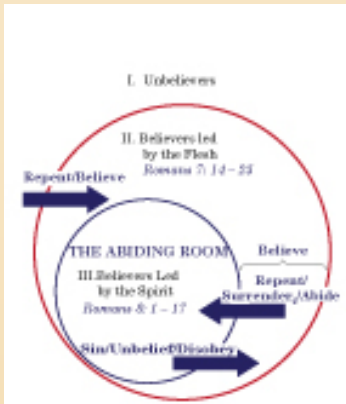 I. Unbelievers
II. Believers led
by the Flesh
Romans 7: 14 – 25
Repent/Believe
THE ABIDING ROOM
III. Believers Led
by the Spirit
Romans 8: 1 – 17
Believe
Repent/
Surrender,/Abide
Sin/Unbelief/Disobey